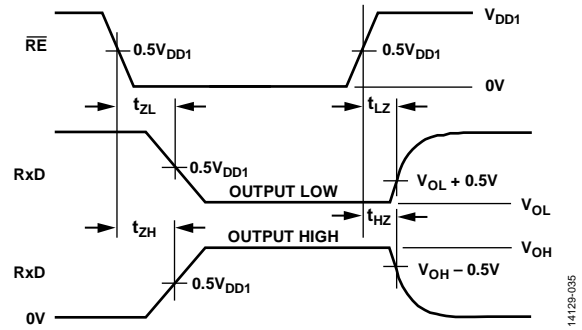 VDD1
RE
0.5VDD1
0.5VDD1
0V
tZL
tLZ
RxD
0.5VDD1
VOL + 0.5V
OUTPUT LOW
VOL
tZH
tHZ
OUTPUT HIGH
VOH
RxD
VOH – 0.5V
0.5VDD1
0V
14129-035